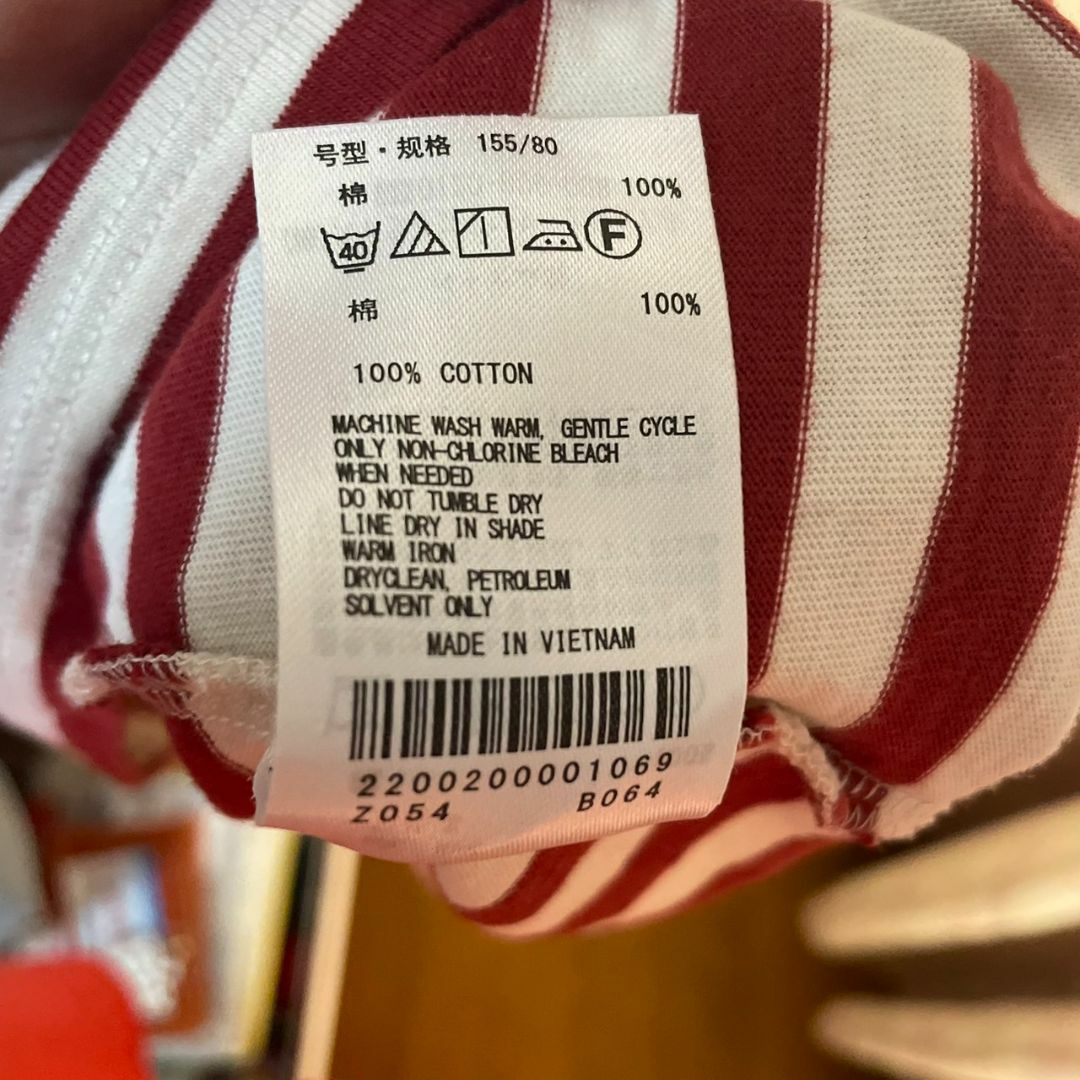 号型·规格 155/80
棉 100%
40 F
棉 100%
100% COTTON
MACHINE WASH WARM, GENTLE CYCLE
ONLY NON-CHLORINE BLEACH
WHEN NEEDED
DO NOT TUMBLE DRY
LINE DRY IN SHADE
WARM IRON
DRYCLEAN, PETROLEUM
SOLVENT ONLY
MADE IN VIETNAM
2200200001069
Z054 B064